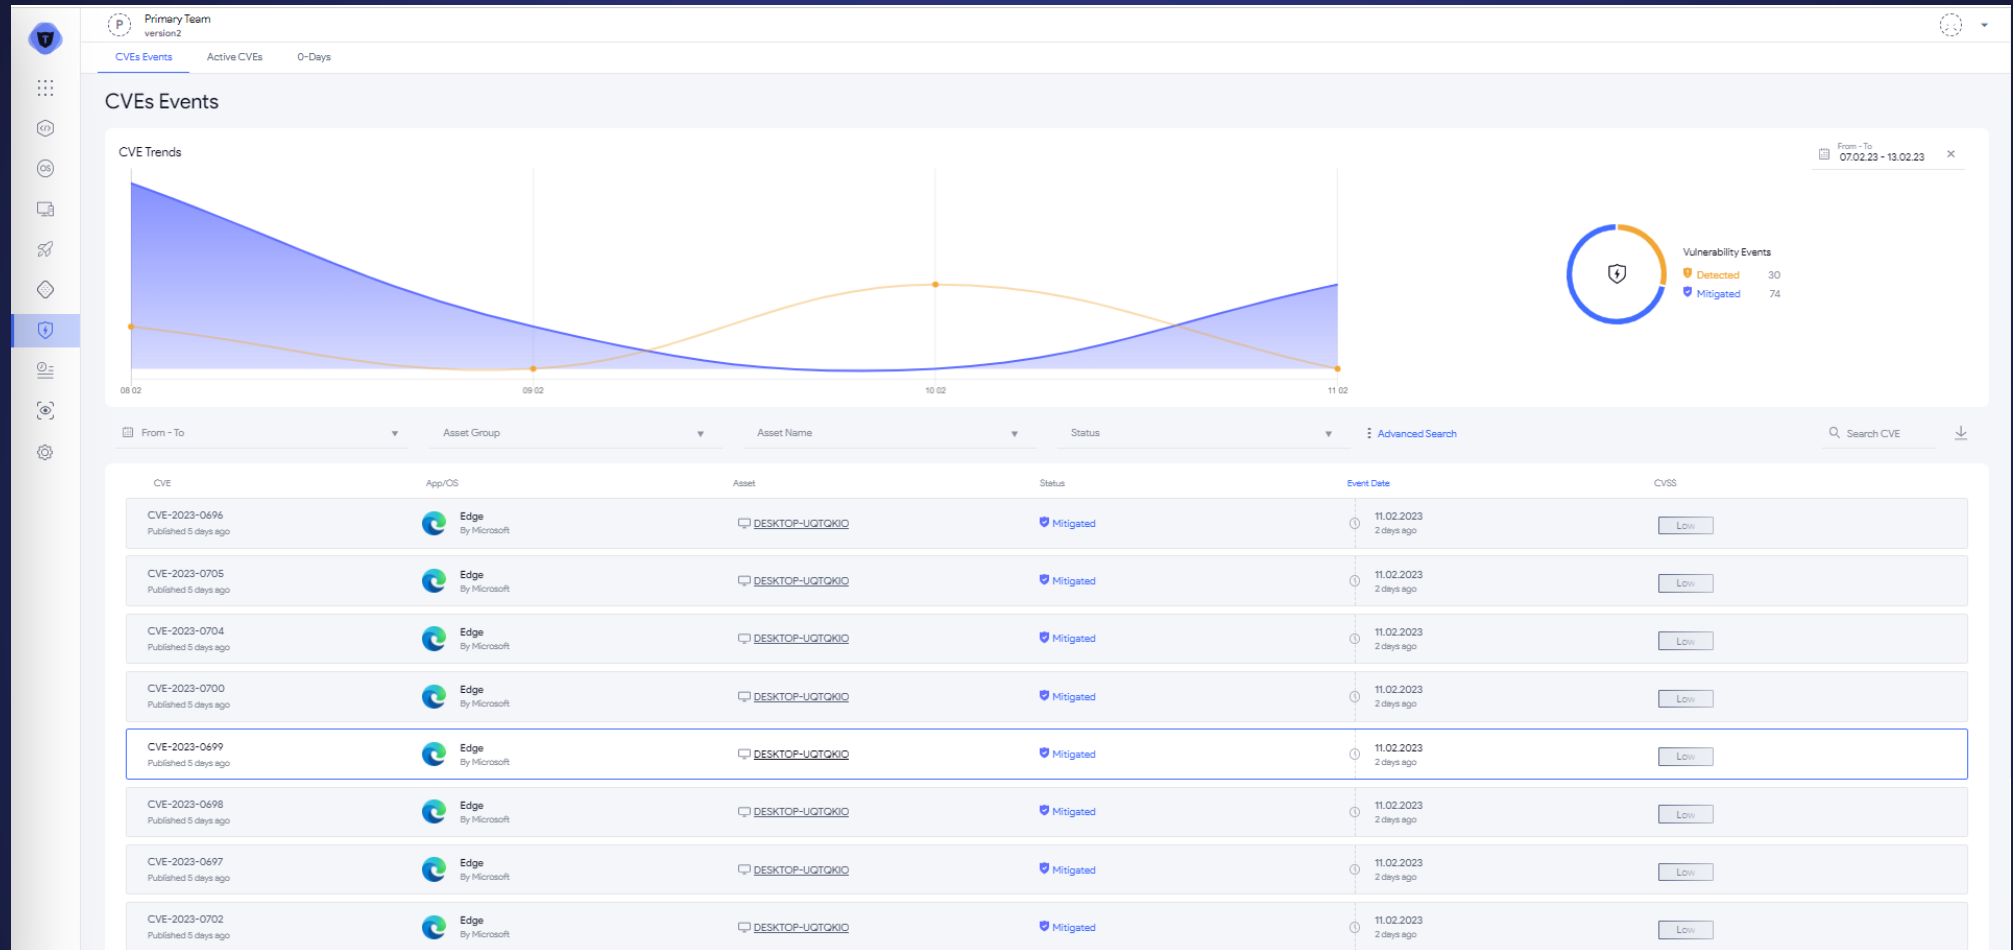 P
Primary Team
version2
CVEs Events
Active CVEs
0-Days
CVEs Events
CVE Trends
From - To
07.02.23 - 13.02.23
OS
Vulnerability Events
Detected 30
Mitigated 74
08 02
09 02
10 02
11 02
From - To
Asset Group
Asset Name
Status
Advanced Search
Search CVE
CVE
App/OS
Asset
Status
Event Date
CVSS
CVE-2023-0696
Published 5 days ago
Edge
By Microsoft
DESKTOP-UQTQKIO
Mitigated
11.02.2023
2 days ago
Low
CVE-2023-0705
Published 5 days ago
Edge
By Microsoft
DESKTOP-UQTQKIO
Mitigated
11.02.2023
2 days ago
Low
CVE-2023-0704
Published 5 days ago
Edge
By Microsoft
DESKTOP-UQTQKIO
Mitigated
11.02.2023
2 days ago
Low
CVE-2023-0700
Published 5 days ago
Edge
By Microsoft
DESKTOP-UQTQKIO
Mitigated
11.02.2023
2 days ago
Low
CVE-2023-0699
Published 5 days ago
Edge
By Microsoft
DESKTOP-UQTQKIO
Mitigated
11.02.2023
2 days ago
Low
CVE-2023-0698
Published 5 days ago
Edge
By Microsoft
DESKTOP-UQTQKIO
Mitigated
11.02.2023
2 days ago
Low
CVE-2023-0697
Published 5 days ago
Edge
By Microsoft
DESKTOP-UQTQKIO
Mitigated
11.02.2023
2 days ago
Low
CVE-2023-0702
Published 5 days ago
Edge
By Microsoft
DESKTOP-UQTQKIO
Mitigated
11.02.2023
2 days ago
Low